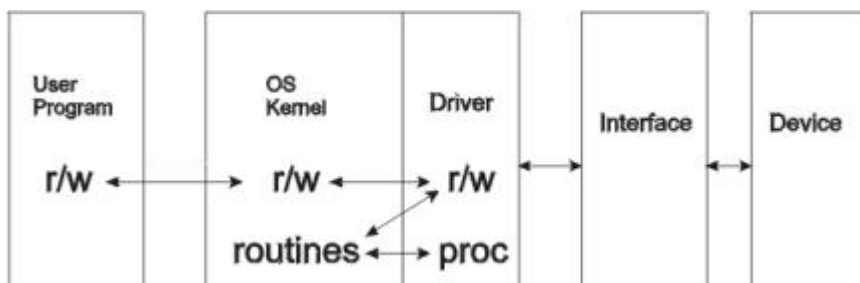 User
Program
OS
Kernel
Driver
Interface
Device
r/w
r/w
r/w
routines
proc